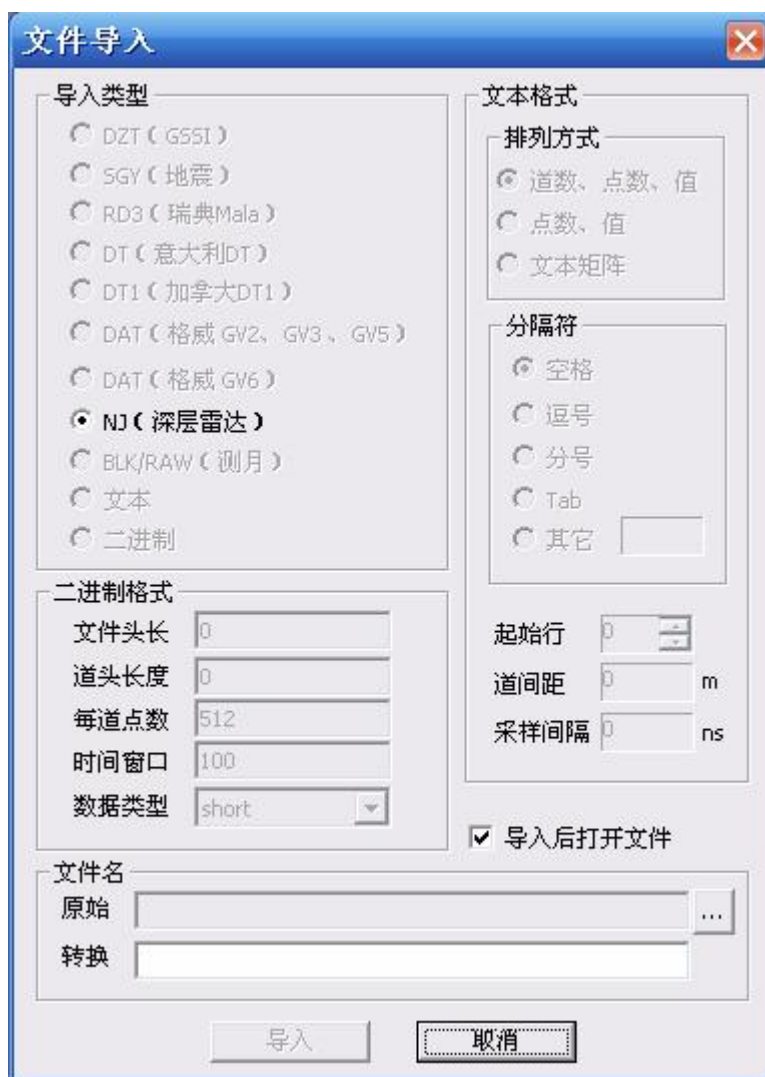 文件导入
导入类型
DZT ( GSSI )
SGY ( 地震 )
RD3 ( 瑞典Mala )
DT ( 意大利DT )
DT1 ( 加拿大DT1 )
DAT ( 格威 GV2、GV3 、GV5 )
DAT ( 格威 GV6 )
NJ ( 深层雷达 )
BLK/RAW ( 测月 )
文本
二进制
文本格式
排列方式
道数、点数、值
点数、值
文本矩阵
分隔符
空格
逗号
分号
Tab
其它
起始行 0
道间距 0 m
采样间隔 0 ns
二进制格式
文件头长 0
道头长度 0
每道点数 512
时间窗口 100
数据类型 short
导入后打开文件
文件名
原始 ...
转换
导入 取消